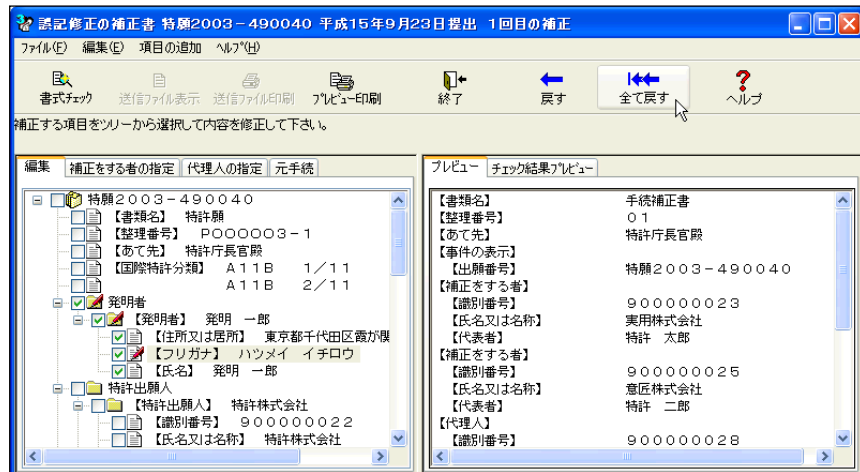 誤記修正の補正書 特願2003-490040 平成15年9月23日提出 1回目の補正
ファイル(F) 編集(E) 項目の追加 ヘルプ(H)
書式チェック 送信ファイル表示 送信ファイル印刷 プレビュー印刷 終了 戻す 全て戻す ヘルプ
補正する項目をツリーから選択して内容を修正して下さい。
編集 補正をする者の指定 代理人の指定 元手続
特願2003-490040
【書類名】 特許願
【整理番号】 P000003-1
【あて先】 特許庁長官殿
【国際特許分類】 A11B 1/11
A11B 2/11
発明者
【発明者】 発明 一郎
【住所又は居所】 東京都千代田区霞が関
【フリガナ】 ハツメイ イチロウ
【氏名】 発明 一郎
特許出願人
【特許出願人】 特許株式会社
【識別番号】 900000022
【氏名又は名称】 特許株式会社
プレビュー チェック結果プレビュー
【書類名】 手続補正書
【整理番号】 01
【あて先】 特許庁長官殿
【事件の表示】
【出願番号】 特願2003-490040
【補正をする者】
【識別番号】 900000023
【氏名又は名称】 実用株式会社
【代表者】 特許 太郎
【補正をする者】
【識別番号】 900000025
【氏名又は名称】 意匠株式会社
【代表者】 特許 二郎
【代理人】
【識別番号】 900000028